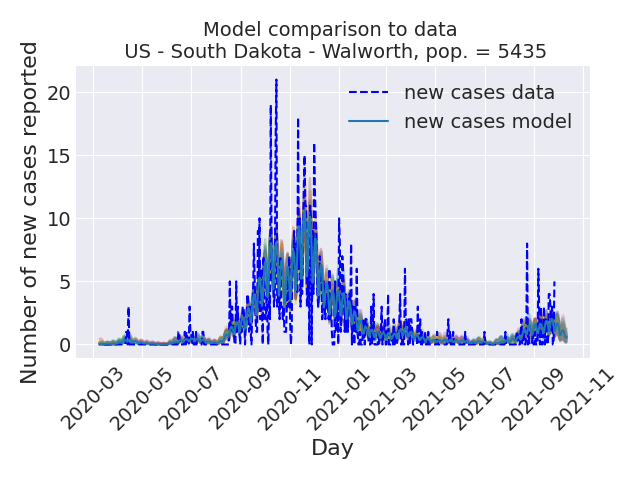 Model comparison to data
US - South Dakota - Walworth, pop. = 5435
Number of new cases reported
20
15
10
5
0
new cases data
new cases model
2020-03
2020-05
2020-07
2020-09
2020-11
2021-01
2021-03
2021-05
2021-07
2021-09
2021-11
Day